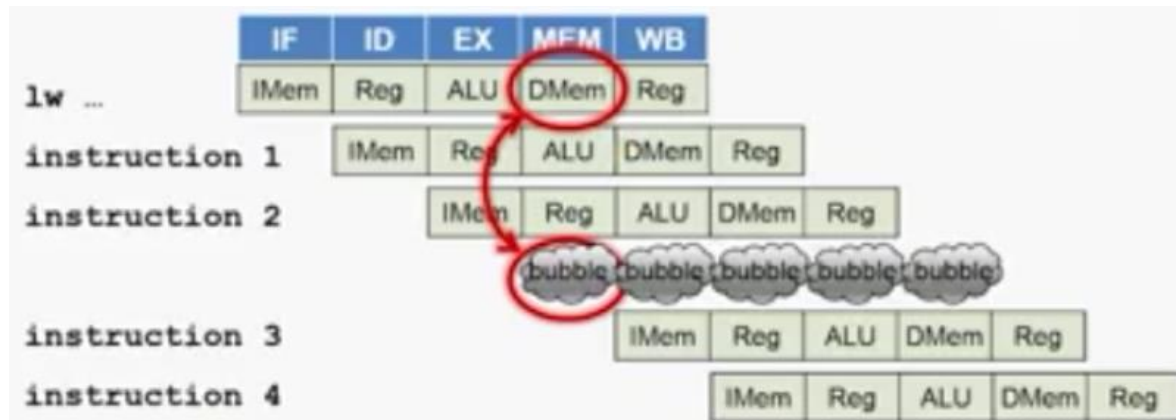 IF ID EX MEM WB
lw … IMem Reg ALU DMem Reg
instruction 1 IMem Reg ALU DMem Reg
instruction 2 IMem Reg ALU DMem Reg
bubble bubble bubble bubble bubble
instruction 3 IMem Reg ALU DMem Reg
instruction 4 IMem Reg ALU DMem Reg